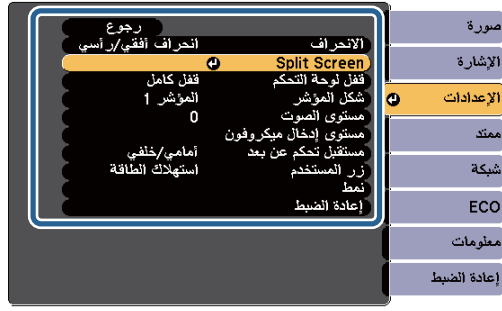 صورة
الإشارة
الإعدادات
ممتد
شبكة
ECO
معلومات
إعادة الضبط
رجوع
الانحراف انحراف أفقي/رأسي
Split Screen
قفل لوحة التحكم قفل كامل
شكل المؤشر المؤشر 1
مستوى الصوت 0
مستوى إدخال ميكروفون
مستقبل تحكم عن بعد أمامي/خلفي
زر المستخدم استهلاك الطاقة
نمط
إعادة الضبط